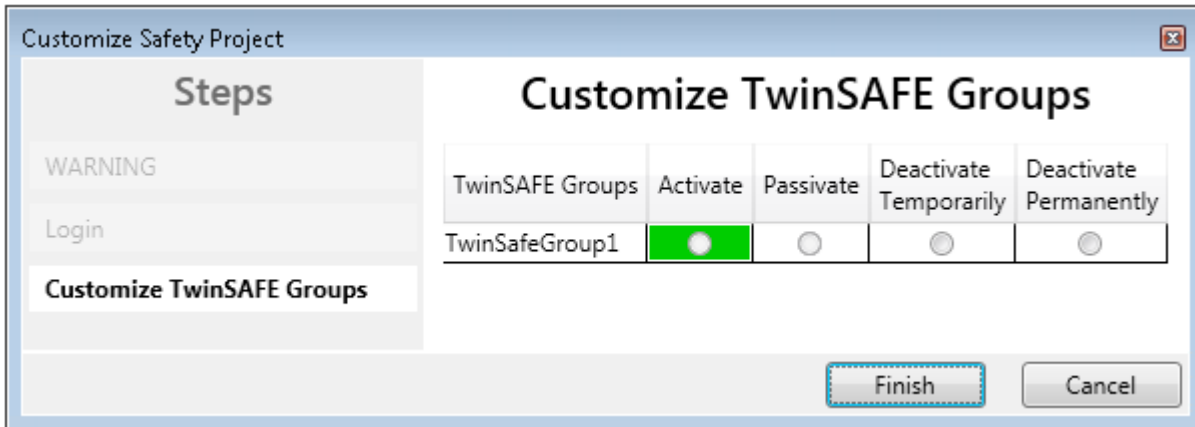 Customize Safety Project
Steps
WARNING
Login
Customize TwinSAFE Groups
Customize TwinSAFE Groups
TwinSAFE Groups Activate Passivate Deactivate Temporarily Deactivate Permanently
TwinSafeGroup1
Finish Cancel